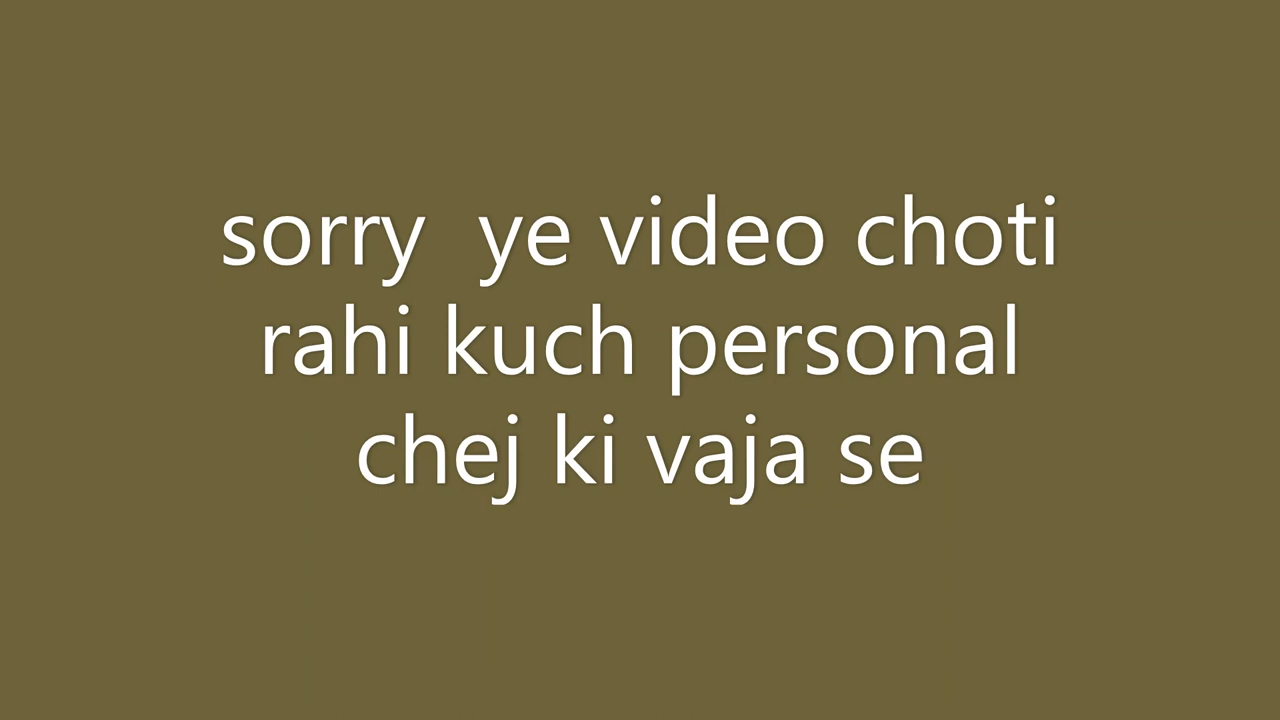 sorry  ye video choti
rahi kuch personal
chej ki vaja se